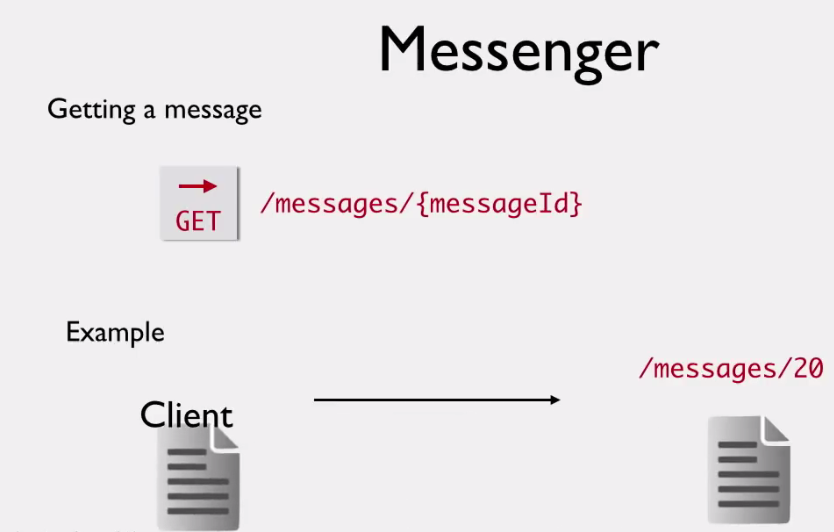 Messenger
Getting a message
GET
/messages/{messageId}
Example
/messages/20
Client